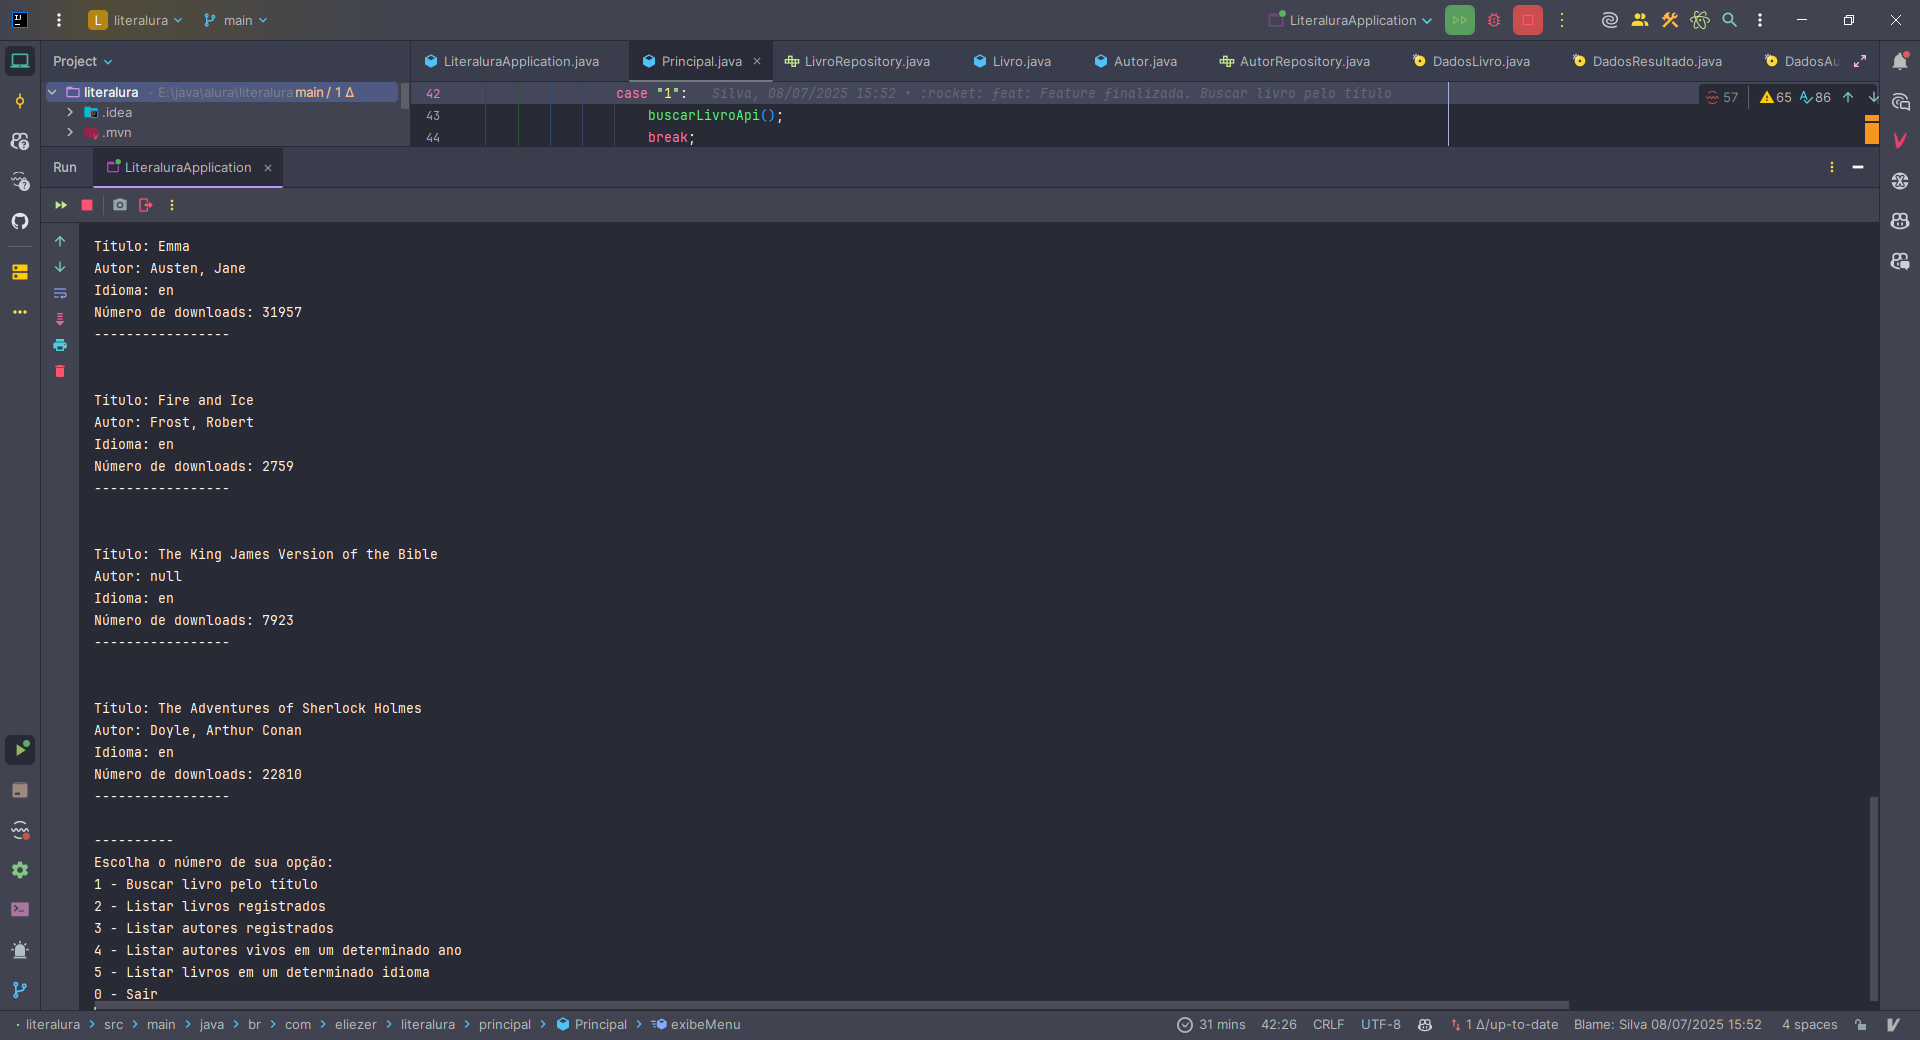 L literalura main LiteraluraApplication
Project
LiteraluraApplication.java Principal.java LivroRepository.java Livro.java Autor.java AutorRepository.java DadosLivro.java DadosResultado.java DadosAu
literalura - E:\java\alura\literalura main / 1 Δ
.idea
.mvn
42 case "1": Silva, 08/07/2025 15:52 • :rocket: feat: Feature finalizada. Buscar livro pelo título
57 65 86
43 buscarLivroApi();
44 break;
Run LiteraluraApplication
Título: Emma
Autor: Austen, Jane
Idioma: en
Número de downloads: 31957
-----------------
Título: Fire and Ice
Autor: Frost, Robert
Idioma: en
Número de downloads: 2759
-----------------
Título: The King James Version of the Bible
Autor: null
Idioma: en
Número de downloads: 7923
-----------------
Título: The Adventures of Sherlock Holmes
Autor: Doyle, Arthur Conan
Idioma: en
Número de downloads: 22810
-----------------
----------
Escolha o número de sua opção:
1 - Buscar livro pelo título
2 - Listar livros registrados
3 - Listar autores registrados
4 - Listar autores vivos em um determinado ano
5 - Listar livros em um determinado idioma
0 - Sair
literalura > src > main > java > br > com > eliezer > literalura > principal > Principal > exibeMenu
31 mins 42:26 CRLF UTF-8 1 Δ/up-to-date Blame: Silva 08/07/2025 15:52 4 spaces